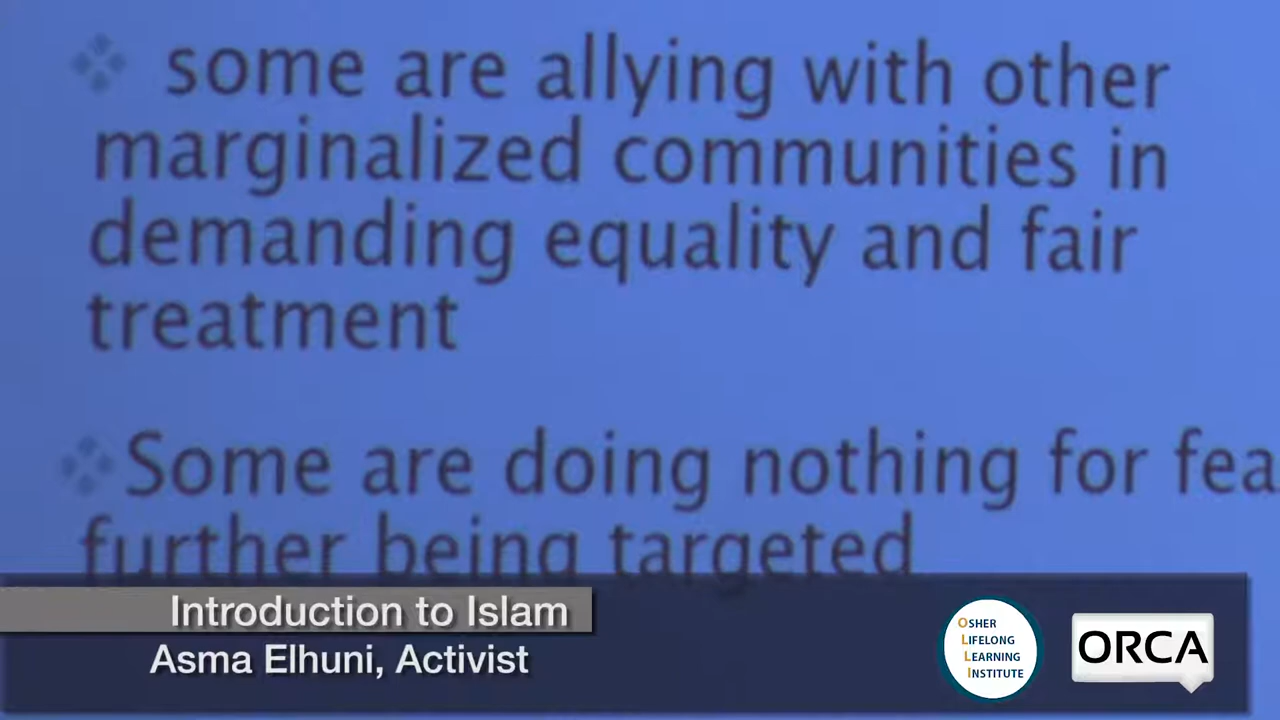 some are allying with other
marginalized communities in
demanding equality and fair
treatment
Some are doing nothing for fea
further being targeted
Introduction to Islam
Asma Elhuni, Activist
OSHER
LIFELONG
LEARNING
INSTITUTE
ORCA